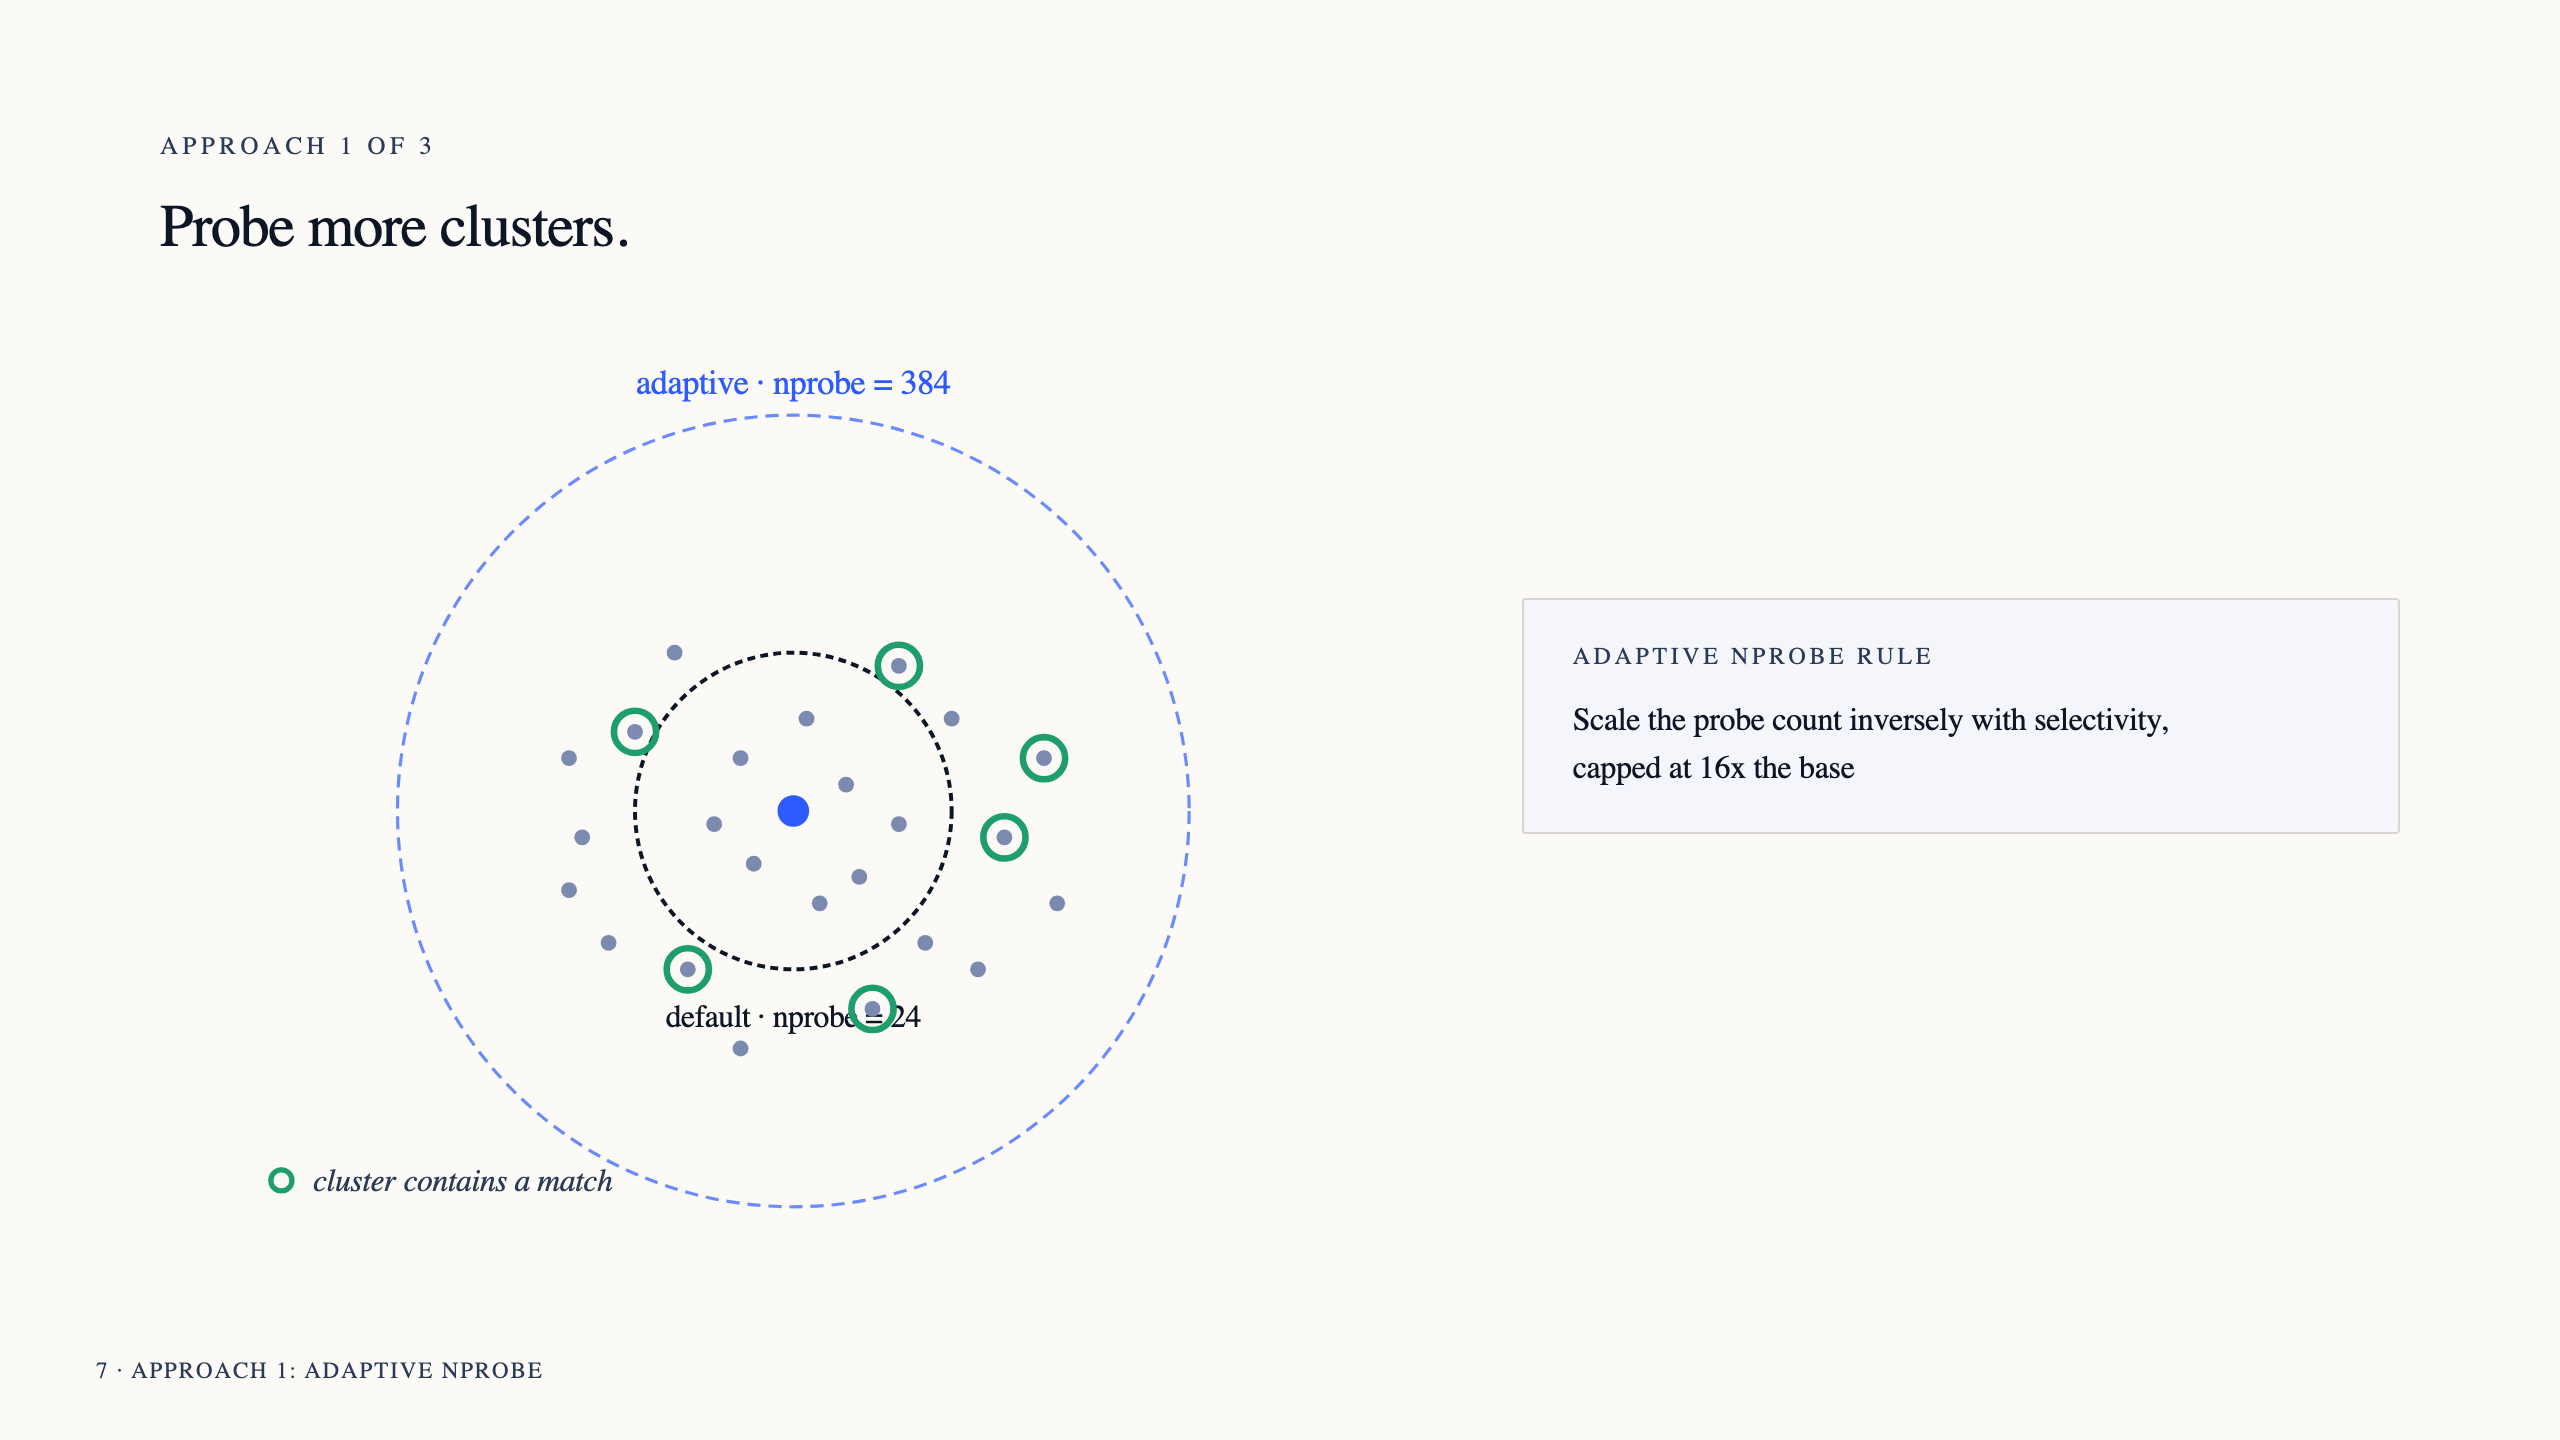 APPROACH 1 OF 3
Probe more clusters.
adaptive · nprobe = 384
default · nprobe = 24
cluster contains a match
ADAPTIVE NPROBE RULE
Scale the probe count inversely with selectivity,
capped at 16x the base
7 · APPROACH 1: ADAPTIVE NPROBE